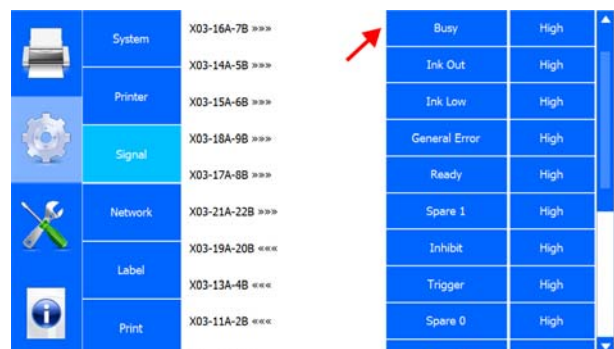 System
Printer
Signal
Network
Label
Print
X03-16A-7B »»» Busy High
X03-14A-5B »»» Ink Out High
X03-15A-6B »»» Ink Low High
X03-18A-9B »»» General Error High
X03-17A-8B »»» Ready High
X03-21A-22B »»» Spare 1 High
X03-19A-20B ««« Inhibit High
X03-13A-4B ««« Trigger High
X03-11A-2B ««« Spare 0 High